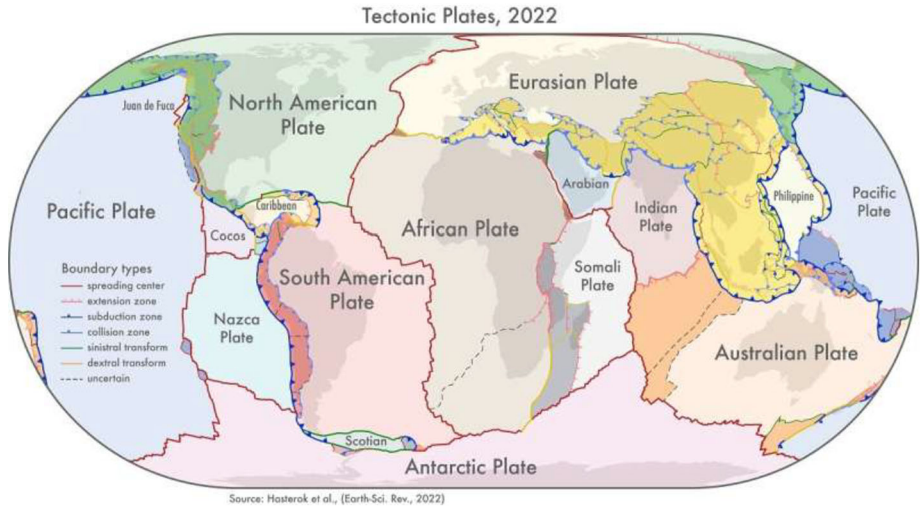 Tectonic Plates, 2022
Eurasian Plate
North American
Plate
Juan de Fuca
Arabian
Philippine
Pacific
Plate
Caribbean
Indian
Plate
Pacific Plate
Cocos
African Plate
Somali
Plate
South American
Plate
Nazca
Plate
Australian Plate
Boundary types
spreading center
extension zone
subduction zone
collision zone
sinistral transform
dextral transform
uncertain
Scotian
Antarctic Plate
Source: Hasterok et al., (Earth-Sci. Rev., 2022)